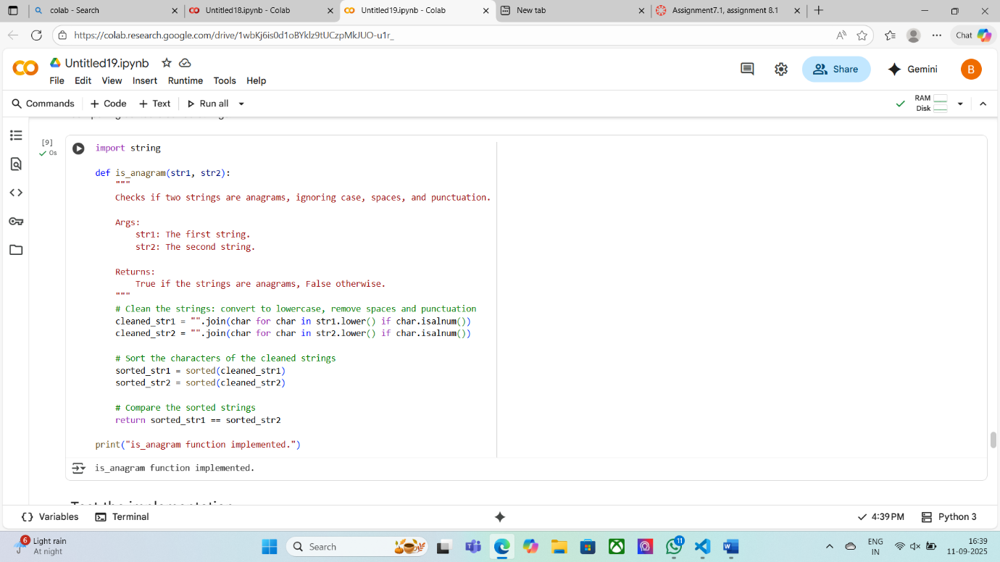 colab - Search
Untitled18.ipynb - Colab
Untitled19.ipynb - Colab
New tab
Assignment7.1, assignment 8.1
https://colab.research.google.com/drive/1wbKj6is0d1oBYklz9tUCzpMkJUO-u1r_
Chat
Untitled19.ipynb
File Edit View Insert Runtime Tools Help
Share
Gemini
B
Commands + Code + Text Run all
RAM
Disk
[9]
0s
import string
def is_anagram(str1, str2):
"""
Checks if two strings are anagrams, ignoring case, spaces, and punctuation.
Args:
str1: The first string.
str2: The second string.
Returns:
True if the strings are anagrams, False otherwise.
"""
# Clean the strings: convert to lowercase, remove spaces and punctuation
cleaned_str1 = "".join(char for char in str1.lower() if char.isalnum())
cleaned_str2 = "".join(char for char in str2.lower() if char.isalnum())
# Sort the characters of the cleaned strings
sorted_str1 = sorted(cleaned_str1)
sorted_str2 = sorted(cleaned_str2)
# Compare the sorted strings
return sorted_str1 == sorted_str2
print("is_anagram function implemented.")
is_anagram function implemented.
Test the implementation
{} Variables Terminal
4:39 PM Python 3
6
Light rain
At night
Search
11
ENG
IN
16:39
11-09-2025